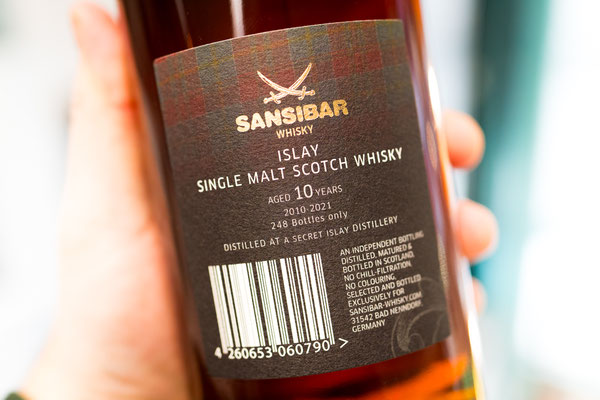 SANSIBAR
WHISKY
ISLAY
SINGLE MALT SCOTCH WHISKY
AGED 10 YEARS
2010-2021
248 Bottles only
DISTILLED AT A SECRET ISLAY DISTILLERY
AN INDEPENDENT BOTTLING
DISTILLED, MATURED &
BOTTLED IN SCOTLAND,
NO CHILL-FILTRATION,
NO COLOURING.
SELECTED AND BOTTLED
EXCLUSIVELY FOR
SANSIBAR-WHISKY.COM
31542 BAD NENNDORF,
GERMANY
4 260653 060790 >